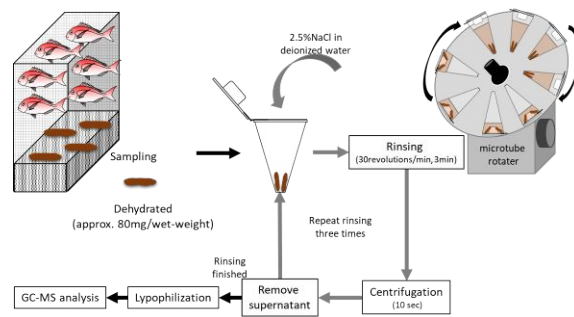 2.5%NaCl in
deionized water
Sampling
Dehydrated
(approx. 80mg/wet-weight)
Rinsing
(30revolutions/min, 3min)
microtube
rotater
Repeat rinsing
three times
Rinsing
finished
GC-MS analysis
Lypophilization
Remove
supernatant
Centrifugation
(10 sec)